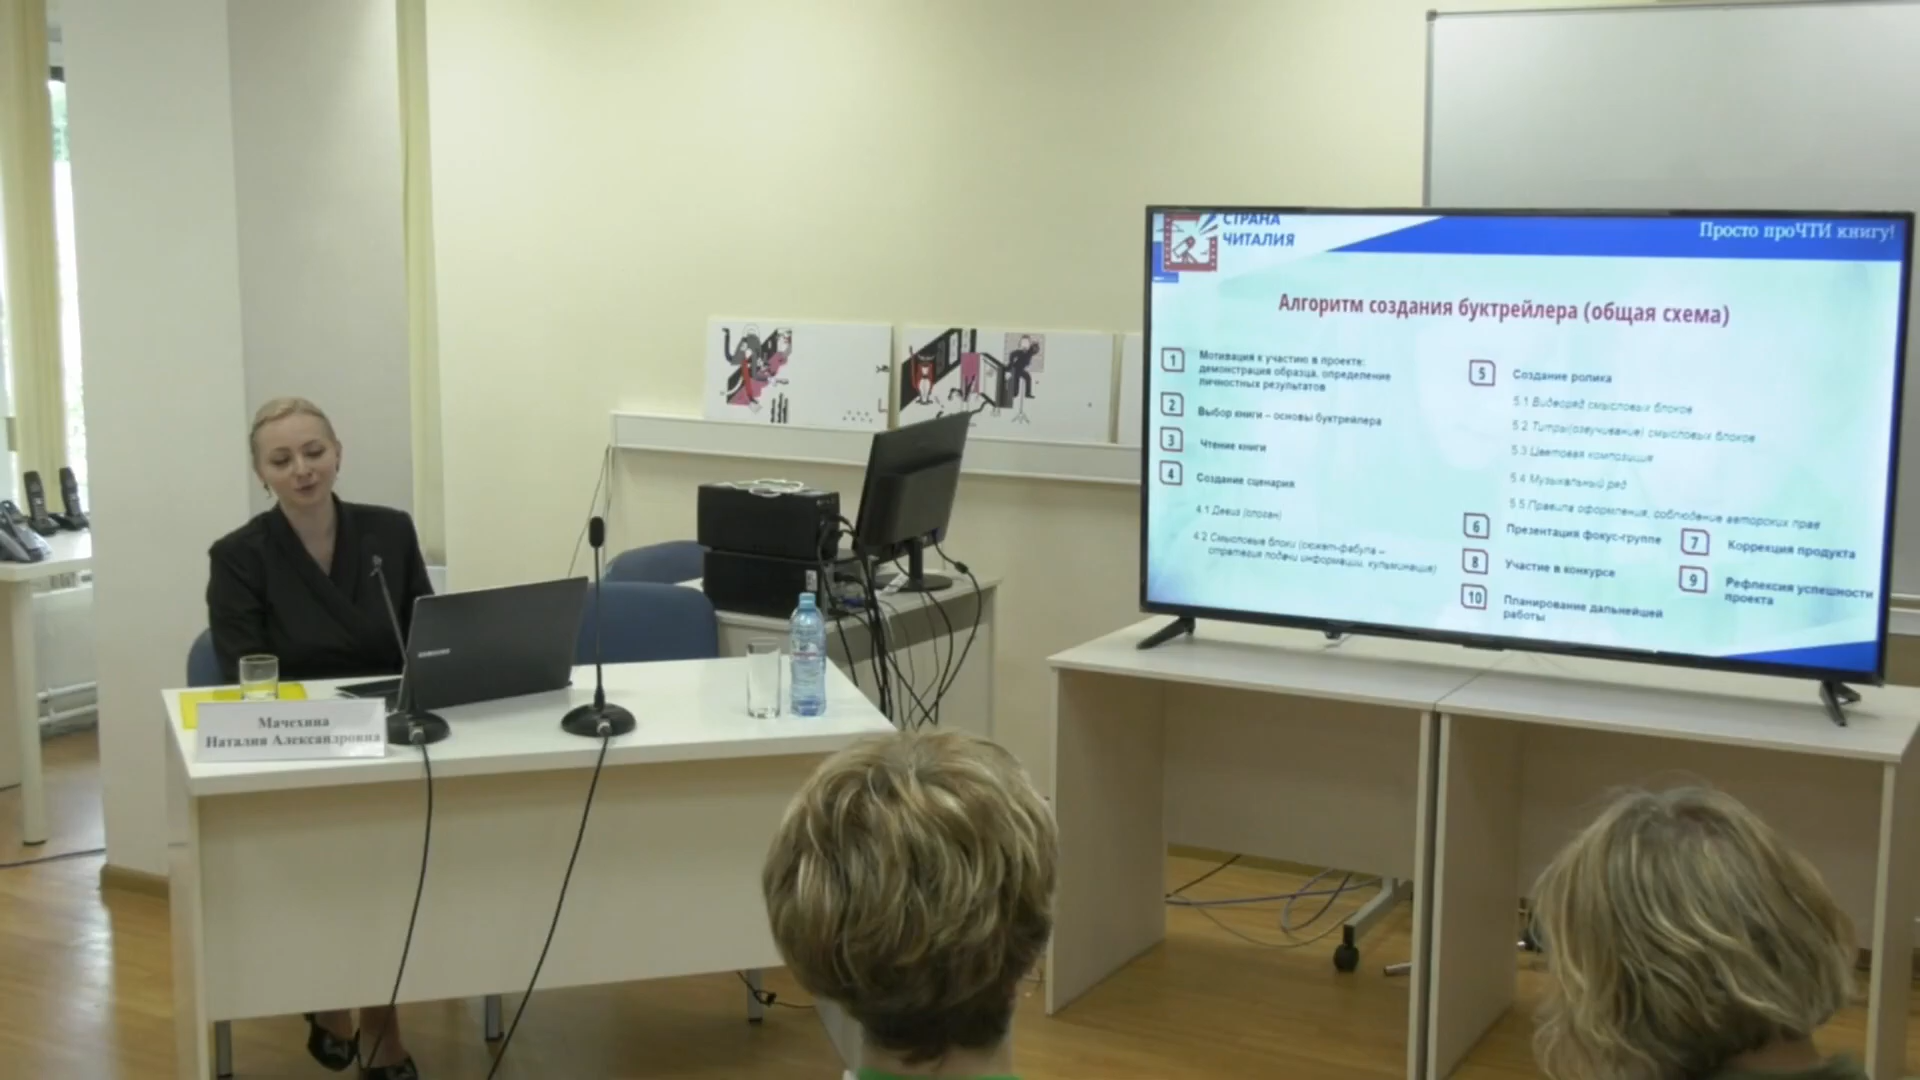 СТРАНА
ЧИТАЛИЯ
Просто проЧТИ книгу!
Алгоритм создания буктрейлера (общая схема)
1 Мотивация к участию в проекте:
демонстрация образца, определение
личностных результатов
2 Выбор книги – основы буктрейлера
3 Чтение книги
4 Создание сценария
4.1 Девиз (слоган)
4.2 Смысловые блоки (сюжет-фабула –
стратегия подачи информации, кульминация)
5 Создание ролика
5.1 Видеоряд смысловых блоков
5.2 Титры(озвучивание) смысловых блоков
5.3 Цветовая композиция
5.4 Музыкальный ряд
5.5 Правила оформления, соблюдение авторских прав
6 Презентация фокус-группе
7 Коррекция продукта
8 Участие в конкурсе
9 Рефлексия успешности
проекта
10 Планирование дальнейшей
работы
SAMSUNG
Мачехина
Наталия Александровна